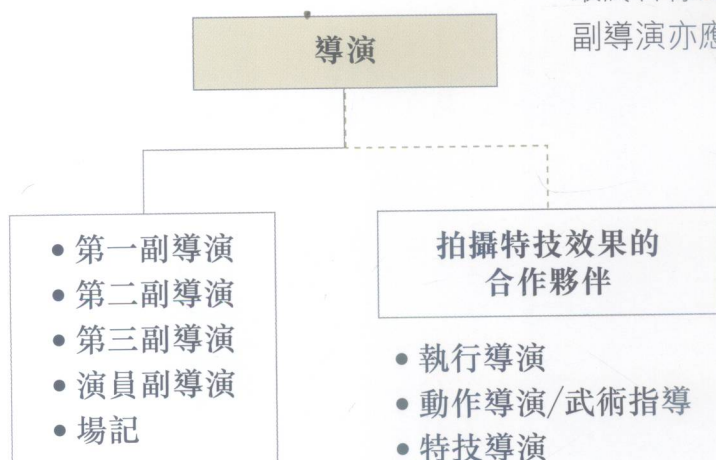 副導演亦應
導演
• 第一副導演
• 第二副導演
• 第三副導演
• 演員副導演
• 場記
拍攝特技效果的
合作夥伴
• 執行導演
• 動作導演/武術指導
• 特技導演